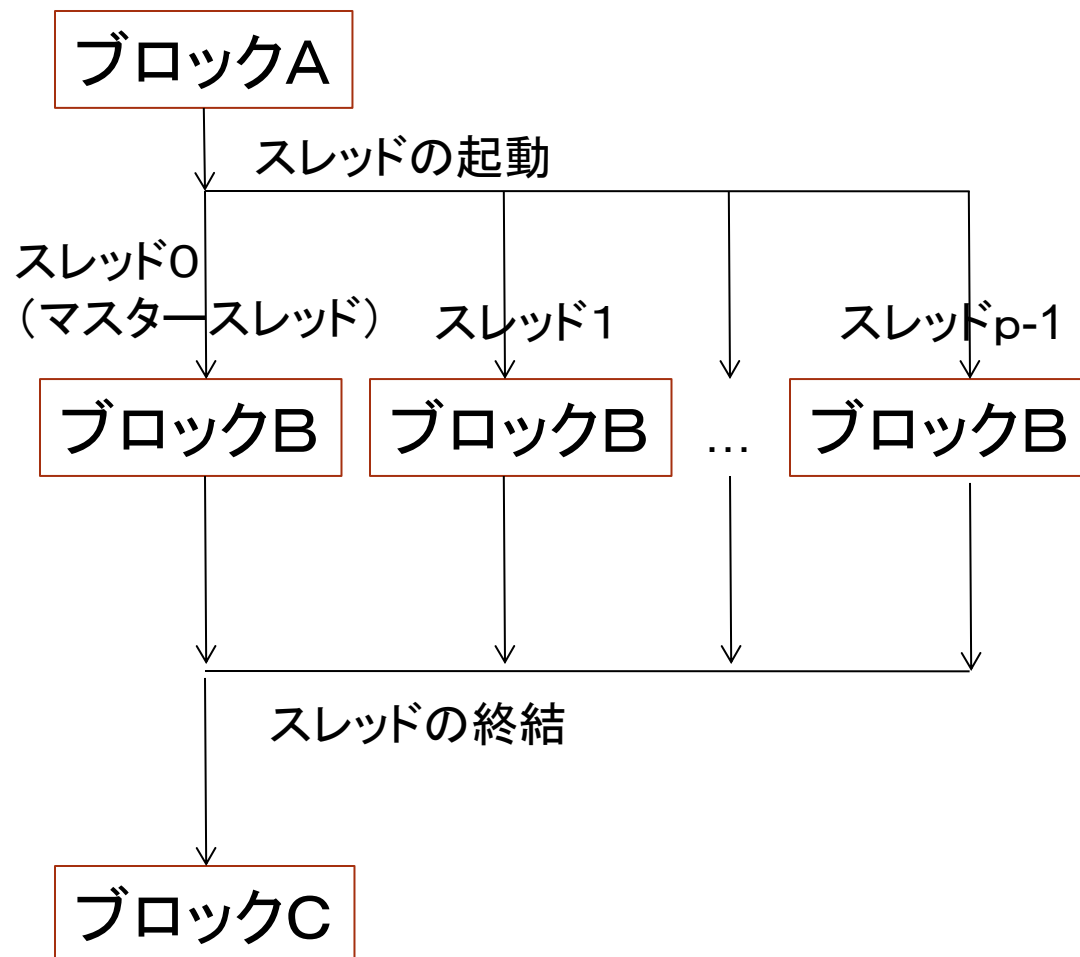 ブロックA
スレッドの起動
スレッド0
（マスタースレッド）
スレッド1
スレッドp-1
ブロックB
ブロックB
…
ブロックB
スレッドの終結
ブロックC